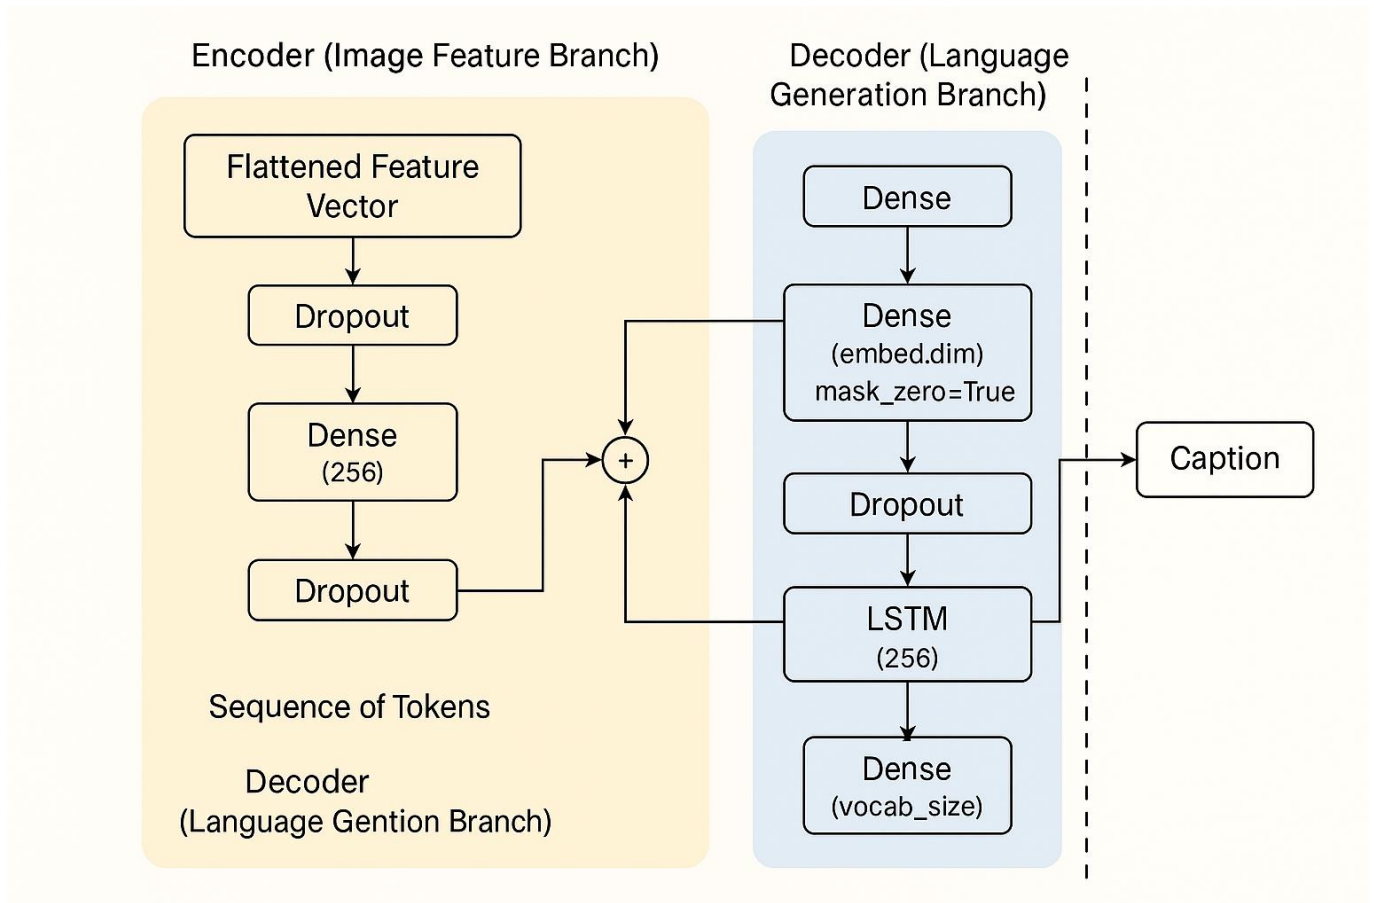 Encoder (Image Feature Branch)
Flattened Feature
Vector
Dropout
Dense
(256)
Dropout
Sequence of Tokens
Decoder
(Language Gention Branch)
+
Decoder (Language
Generation Branch)
Dense
Dense
(embed.dim)
mask_zero=True
Dropout
LSTM
(256)
Dense
(vocab_size)
Caption